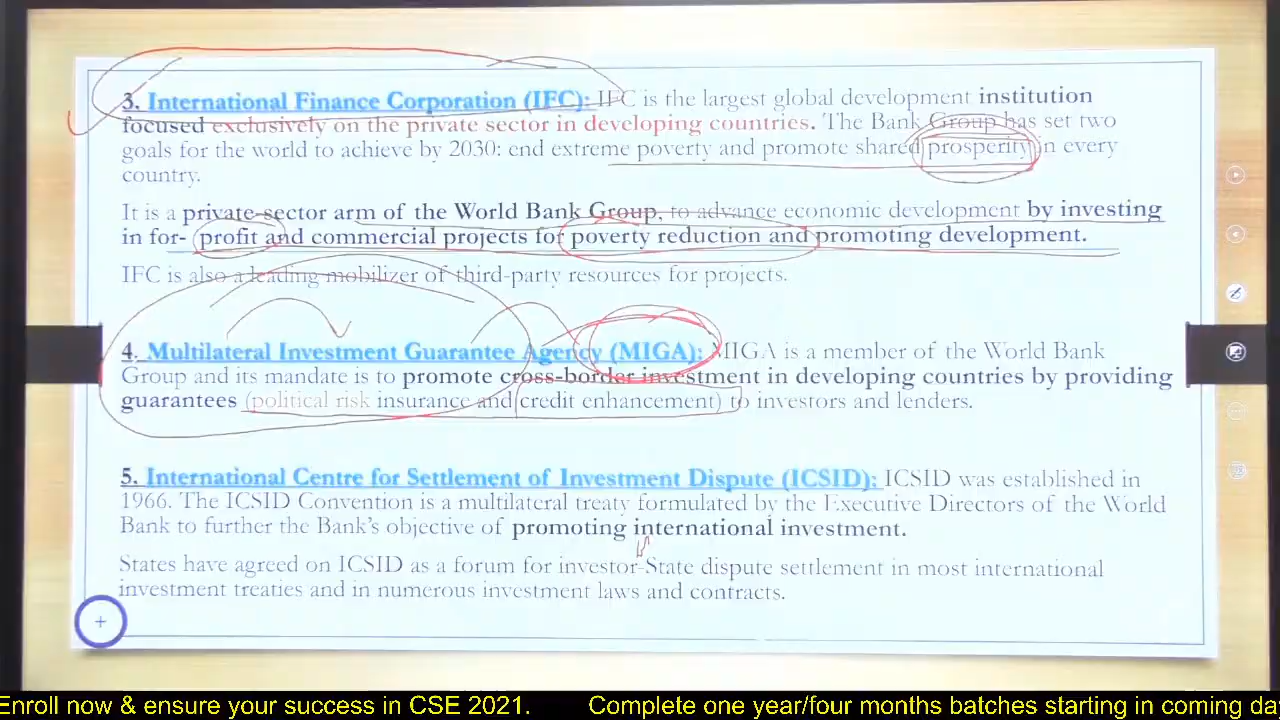 3. International Finance Corporation (IFC): IFC is the largest global development institution
focused exclusively on the private sector in developing countries. The Bank Group has set two
goals for the world to achieve by 2030: end extreme poverty and promote shared prosperity in every
country.
It is a private-sector arm of the World Bank Group, to advance economic development by investing
in for- profit and commercial projects for poverty reduction and promoting development.
IFC is also a leading mobilizer of third-party resources for projects.
4. Multilateral Investment Guarantee Agency (MIGA): MIGA is a member of the World Bank
Group and its mandate is to promote cross-border investment in developing countries by providing
guarantees (political risk insurance and credit enhancement) to investors and lenders.
5. International Centre for Settlement of Investment Dispute (ICSID): ICSID was established in
1966. The ICSID Convention is a multilateral treaty formulated by the Executive Directors of the World
Bank to further the Bank's objective of promoting international investment.
States have agreed on ICSID as a forum for investor-State dispute settlement in most international
investment treaties and in numerous investment laws and contracts.
Enroll now & ensure your success in CSE 2021. Complete one year/four months batches starting in coming da